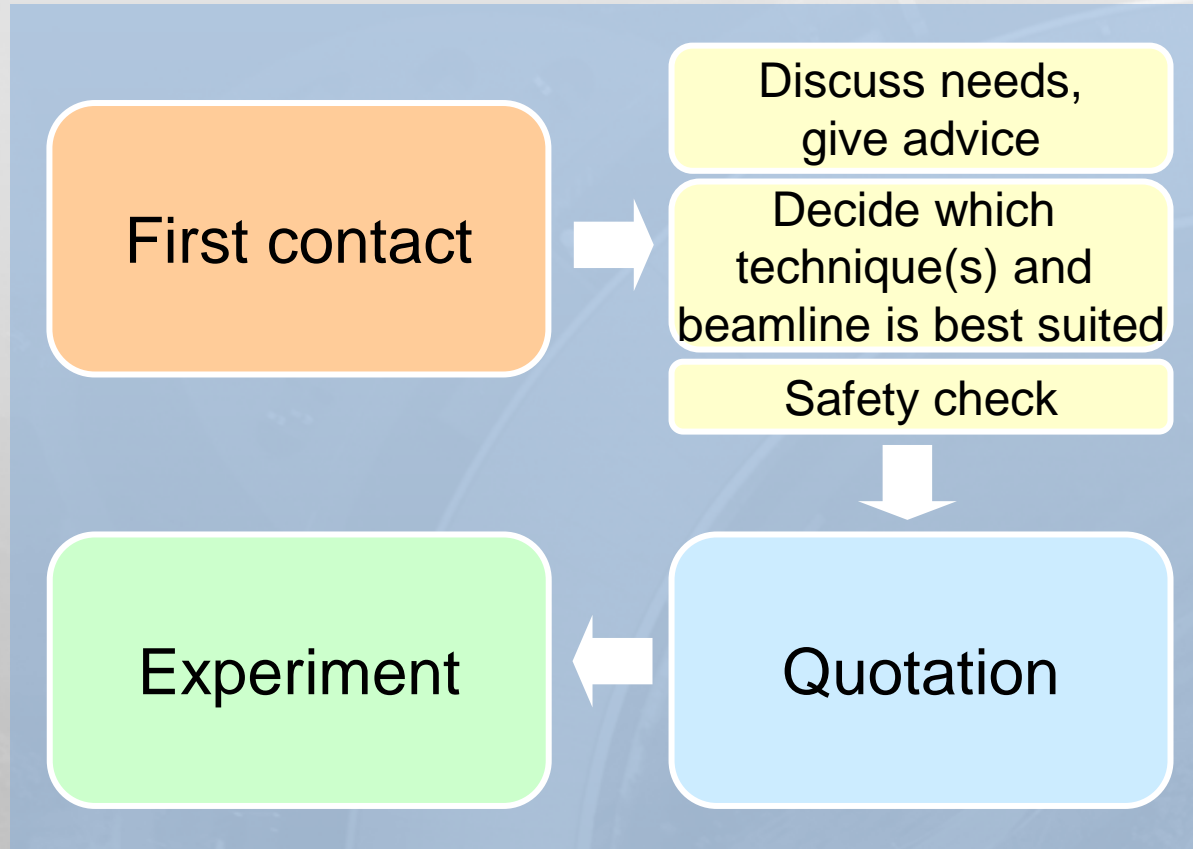 First contact
Discuss needs,
give advice
Decide which
technique(s) and
beamline is best suited
Safety check
Quotation
Experiment